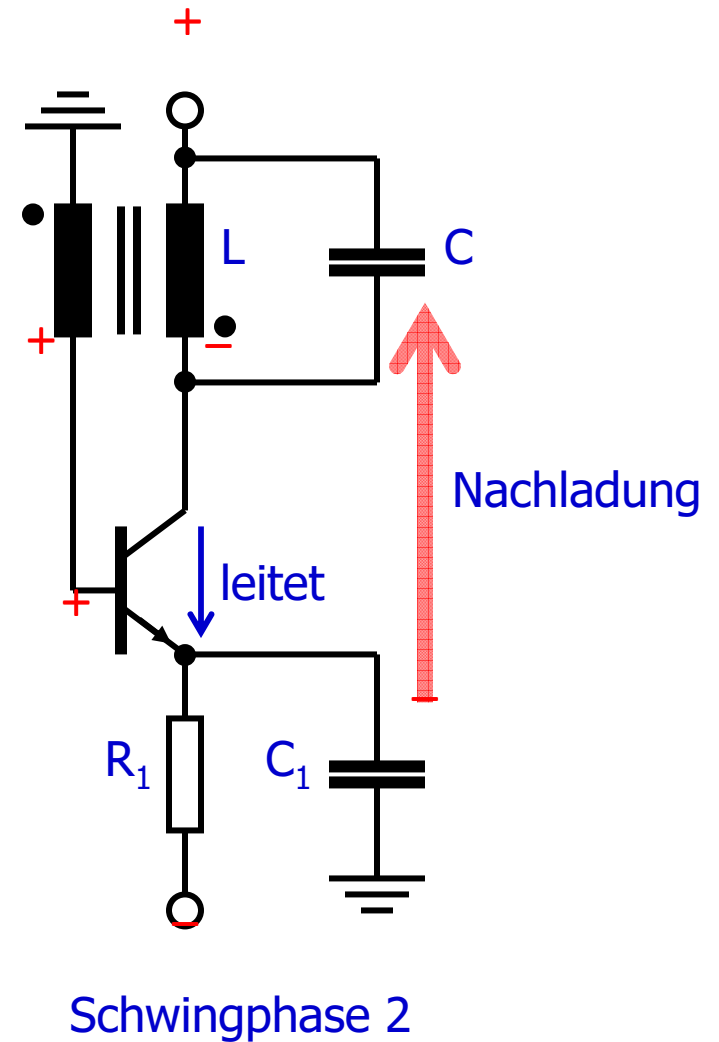 +
L
C
+
–
Nachladung
leitet
+
–
R₁
C₁
–
Schwingphase 2